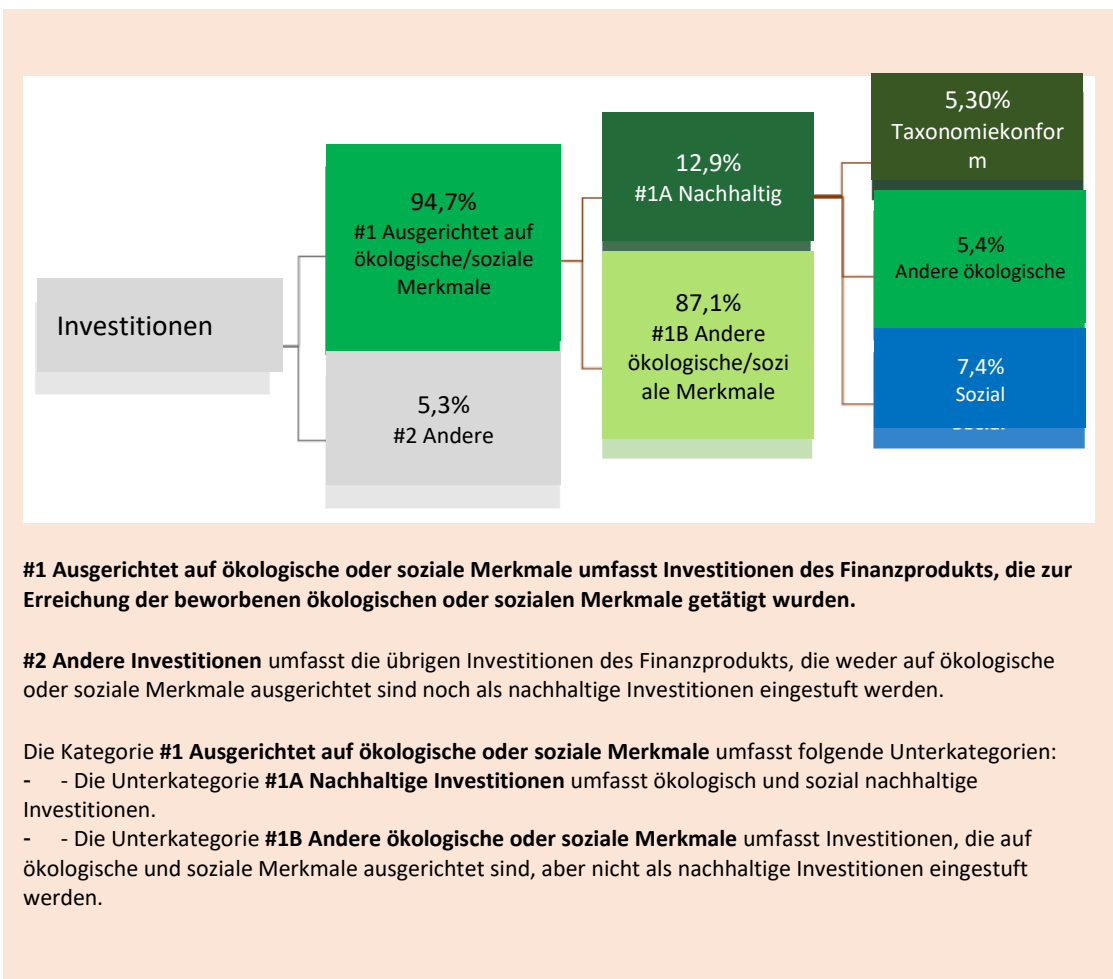 Investitionen
94,7%
#1 Ausgerichtet auf
ökologische/soziale
Merkmale
5,3%
#2 Andere
12,9%
#1A Nachhaltig
87,1%
#1B Andere
ökologische/sozi
ale Merkmale
5,30%
Taxonomiekonfor
m
5,4%
Andere ökologische
7,4%
Sozial
#1 Ausgerichtet auf ökologische oder soziale Merkmale umfasst Investitionen des Finanzprodukts, die zur
Erreichung der beworbenen ökologischen oder sozialen Merkmale getätigt wurden.
#2 Andere Investitionen umfasst die übrigen Investitionen des Finanzprodukts, die weder auf ökologische
oder soziale Merkmale ausgerichtet sind noch als nachhaltige Investitionen eingestuft werden.
Die Kategorie #1 Ausgerichtet auf ökologische oder soziale Merkmale umfasst folgende Unterkategorien:
- - Die Unterkategorie #1A Nachhaltige Investitionen umfasst ökologisch und sozial nachhaltige
Investitionen.
- - Die Unterkategorie #1B Andere ökologische oder soziale Merkmale umfasst Investitionen, die auf
ökologische und soziale Merkmale ausgerichtet sind, aber nicht als nachhaltige Investitionen eingestuft
werden.